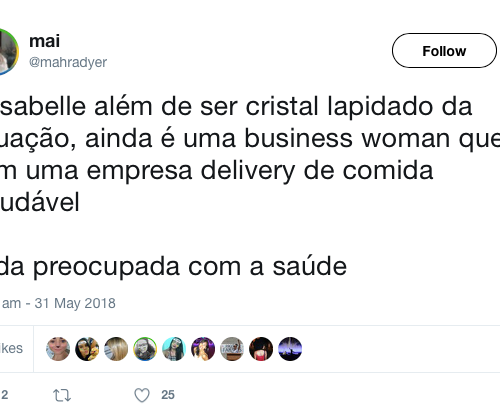 mai
@mahradyer
Follow
sabelle além de ser cristal lapidado da
uação, ainda é uma business woman que
m uma empresa delivery de comida
udável
da preocupada com a saúde
am - 31 May 2018
kes
2
25